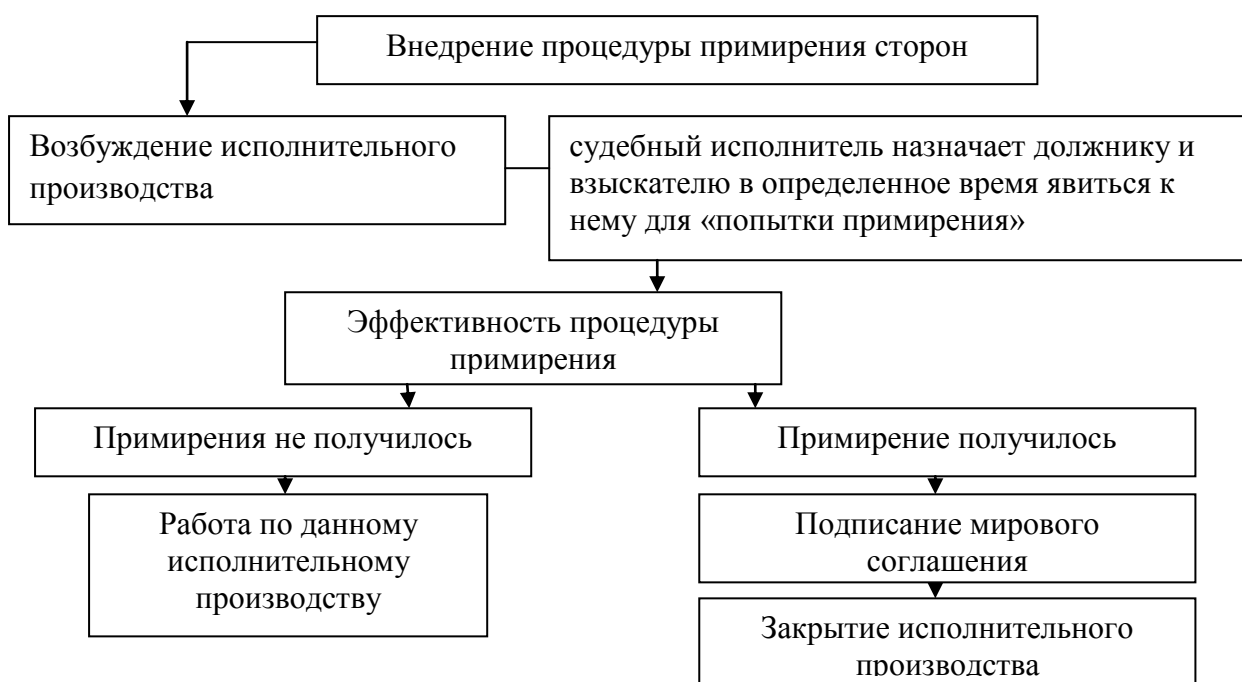 Внедрение процедуры примирения сторон
Возбуждение исполнительного
производства
судебный исполнитель назначает должнику и
взыскателю в определенное время явиться к
нему для «попытки примирения»
Эффективность процедуры
примирения
Примирения не получилось
Примирение получилось
Работа по данному
исполнительному
производству
Подписание мирового
соглашения
Закрытие исполнительного
производства